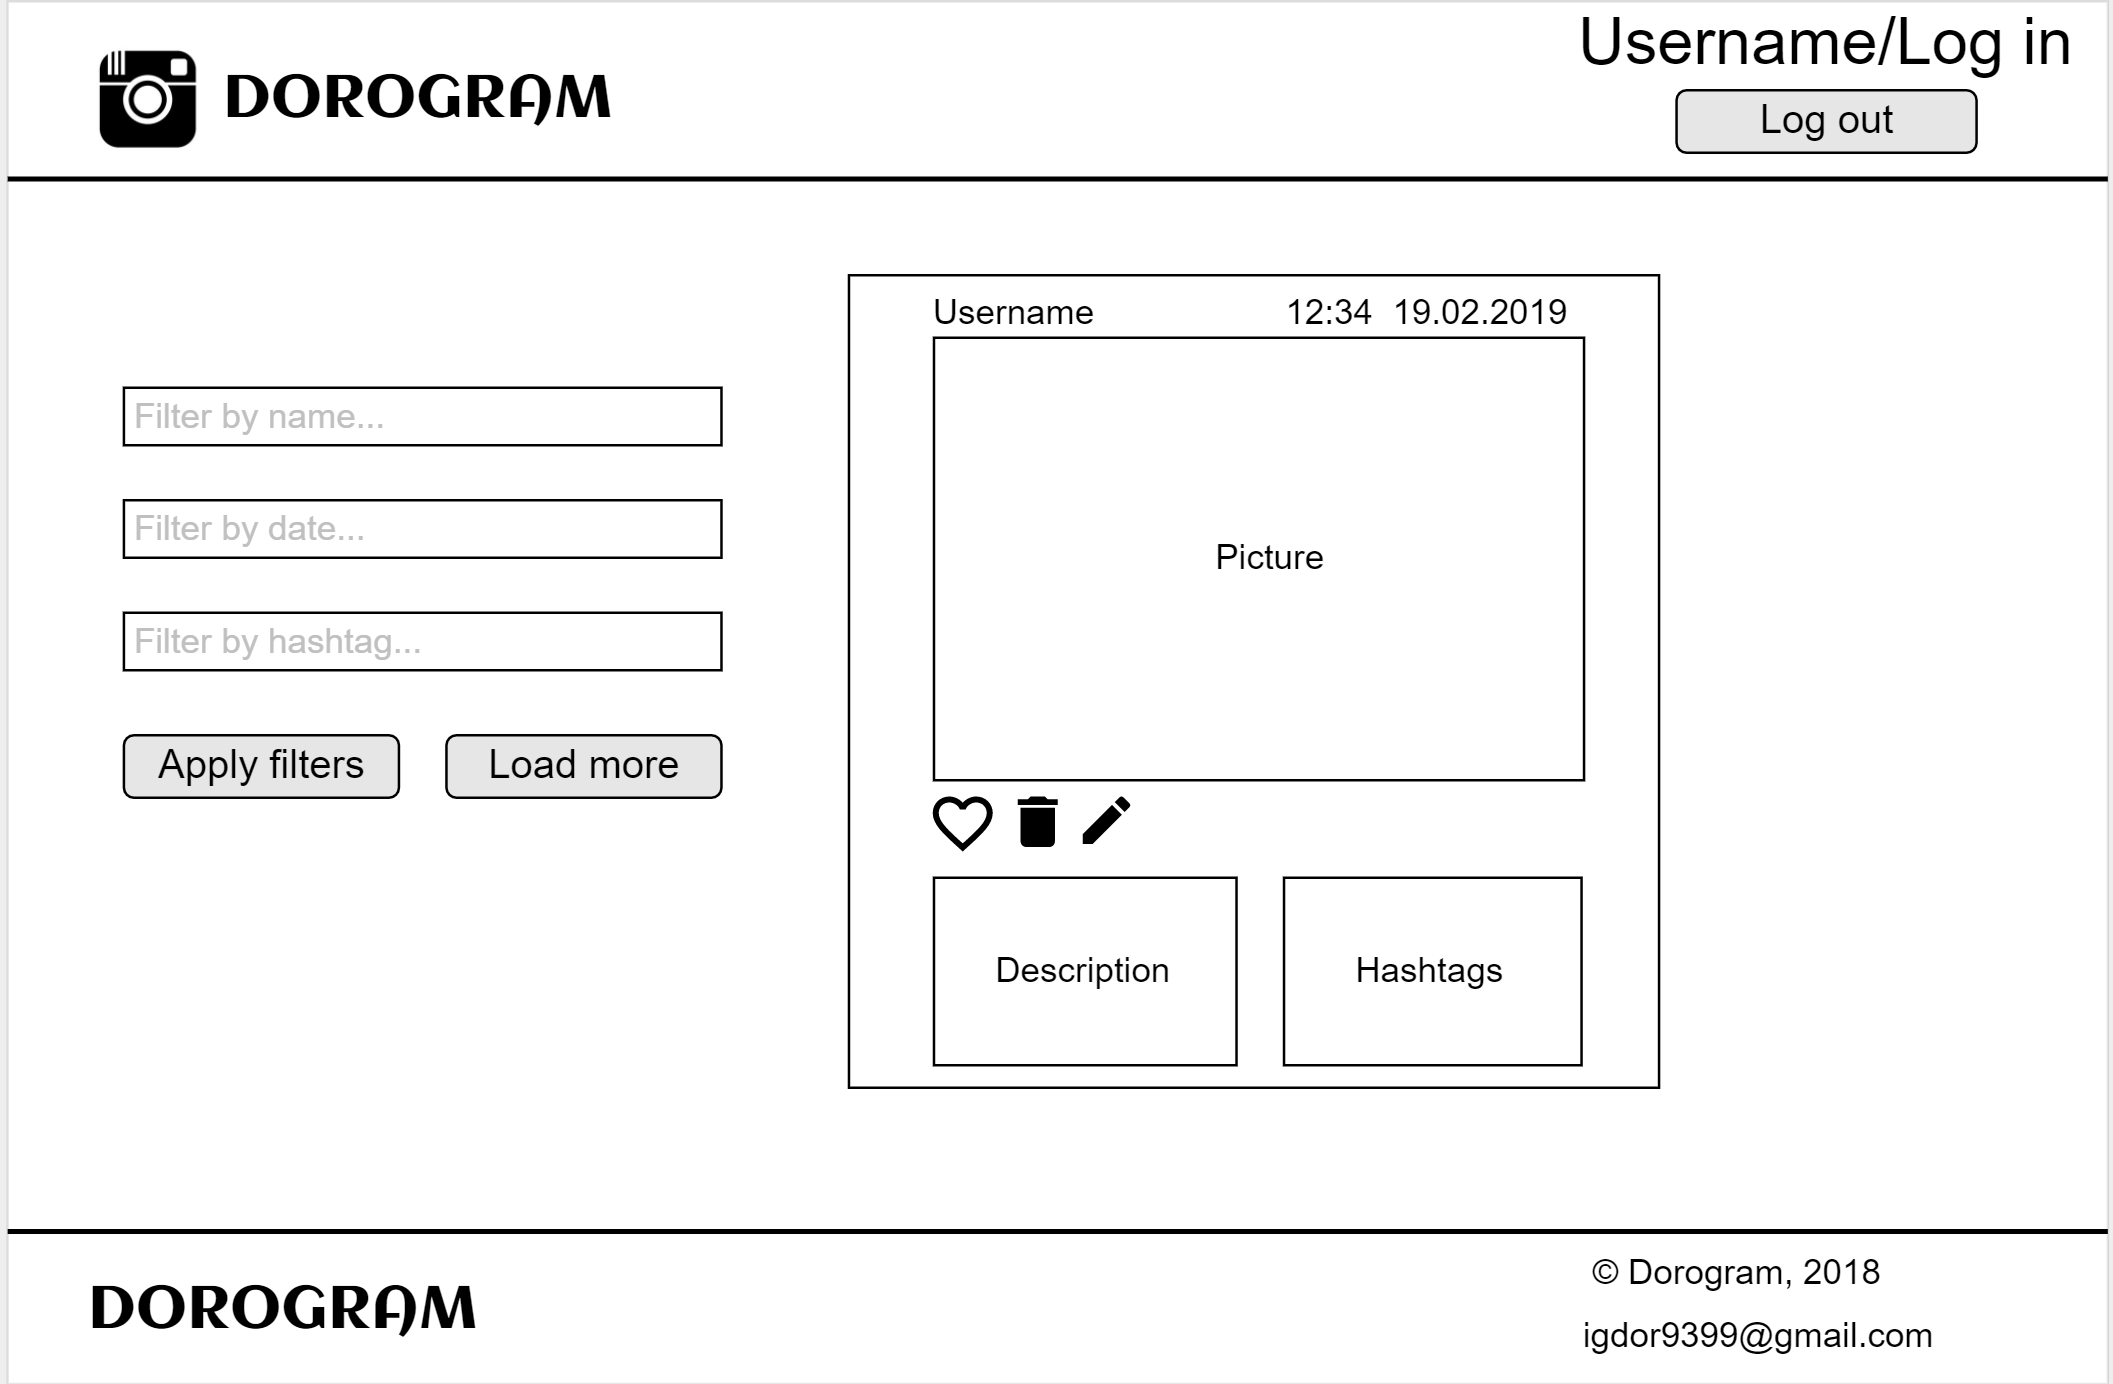 DOROGRAM
Username/Log in
Log out
Filter by name...
Filter by date...
Filter by hashtag...
Apply filters
Load more
Username
12:34 19.02.2019
Picture
Description
Hashtags
DOROGRAM
© Dorogram, 2018
igdor9399@gmail.com